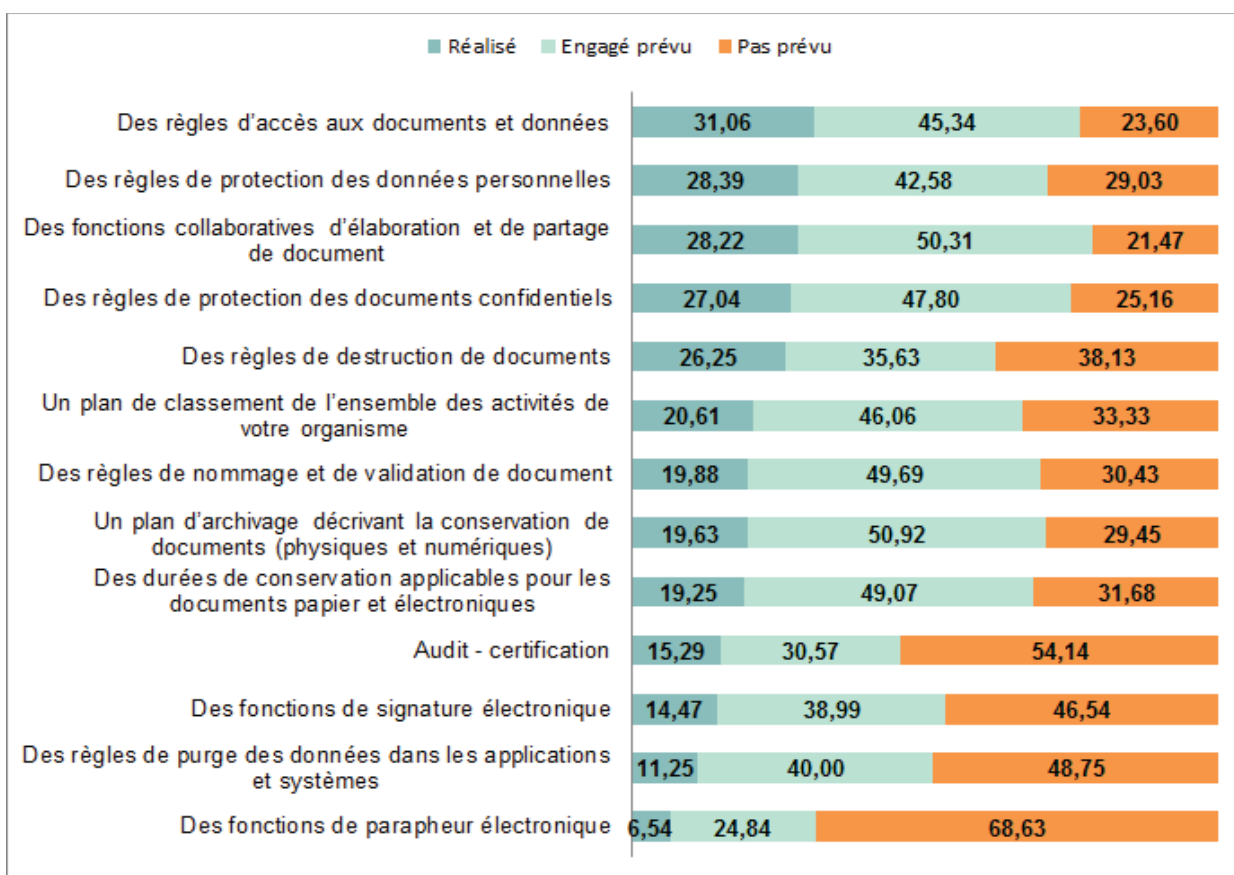 Réalisé Engagé prévu Pas prévu
Des règles d'accès aux documents et données 31,06 45,34 23,60
Des règles de protection des données personnelles 28,39 42,58 29,03
Des fonctions collaboratives d'élaboration et de partage
de document 28,22 50,31 21,47
Des règles de protection des documents confidentiels 27,04 47,80 25,16
Des règles de destruction de documents 26,25 35,63 38,13
Un plan de classement de l'ensemble des activités de
votre organisme 20,61 46,06 33,33
Des règles de nommage et de validation de document 19,88 49,69 30,43
Un plan d'archivage décrivant la conservation de
documents (physiques et numériques) 19,63 50,92 29,45
Des durées de conservation applicables pour les
documents papier et électroniques 19,25 49,07 31,68
Audit - certification 15,29 30,57 54,14
Des fonctions de signature électronique 14,47 38,99 46,54
Des règles de purge des données dans les applications
et systèmes 11,25 40,00 48,75
Des fonctions de parapheur électronique 6,54 24,84 68,63